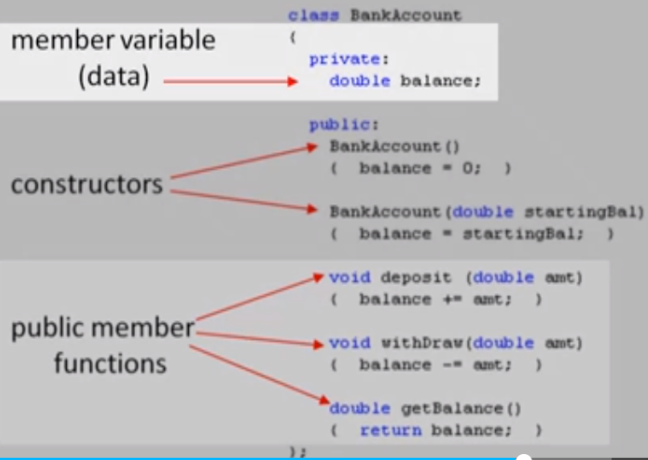 class BankAccount
{
member variable
(data)
private:
double balance;
public:
BankAccount()
{ balance = 0; }
constructors
BankAccount(double startingBal)
{ balance = startingBal; }
void deposit (double amt)
{ balance += amt; }
public member
functions
void withDraw(double amt)
{ balance -= amt; }
double getBalance()
{ return balance; }
};